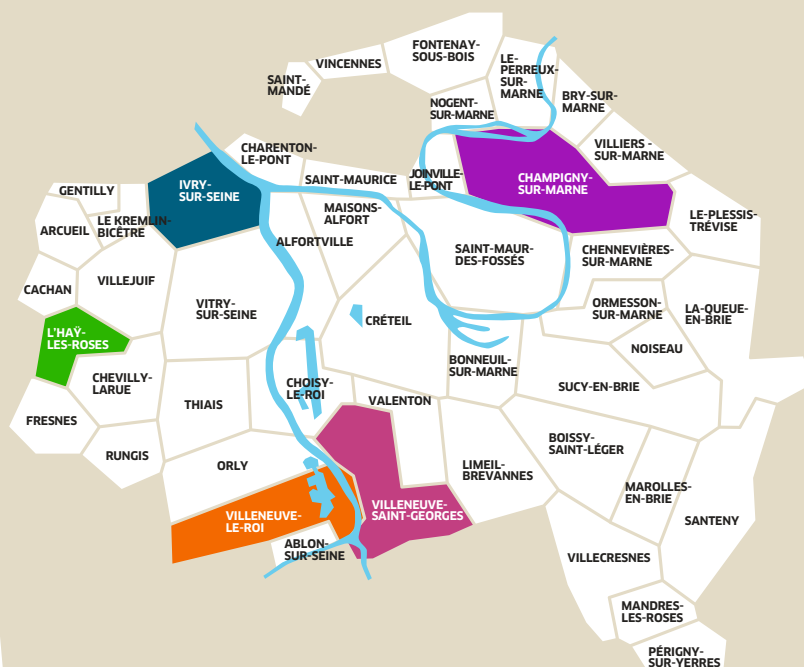 FONTENAY-
SOUS-BOIS
VINCENNES
LE-
PERREUX-
SUR-
MARNE
SAINT-
MANDÉ
NOGENT-
SUR-MARNE
BRY-SUR-
MARNE
CHARENTON-
LE-PONT
VILLIERS -
SUR-MARNE
SAINT-MAURICE
JOINVILLE-
LE-PONT
CHAMPIGNY-
SUR-MARNE
IVRY-
SUR-SEINE
GENTILLY
MAISONS-
ALFORT
LE-PLESSIS-
TRÉVISE
ARCUEIL
LE KREMLIN-
BICÊTRE
ALFORTVILLE
SAINT-MAUR-
DES-FOSSÉS
CHENNEVIÈRES-
SUR-MARNE
CACHAN
VILLEJUIF
VITRY-
SUR-SEINE
CRÉTEIL
ORMESSON-
SUR-MARNE
LA-QUEUE-
EN-BRIE
L'HAŸ-
LES-ROSES
NOISEAU
BONNEUIL-
SUR-MARNE
CHEVILLY-
LARUE
CHOISY-
LE-ROI
SUCY-EN-BRIE
THIAIS
VALENTON
FRESNES
RUNGIS
ORLY
BOISSY-
SAINT-LÉGER
LIMEIL-
BREVANNES
MAROLLES-
EN-BRIE
VILLENEUVE-
LE-ROI
VILLENEUVE-
SAINT-GEORGES
SANTENY
ABLON-
SUR-SEINE
VILLECRESNES
MANDRES-
LES-ROSES
PÉRIGNY-
SUR-YERRES